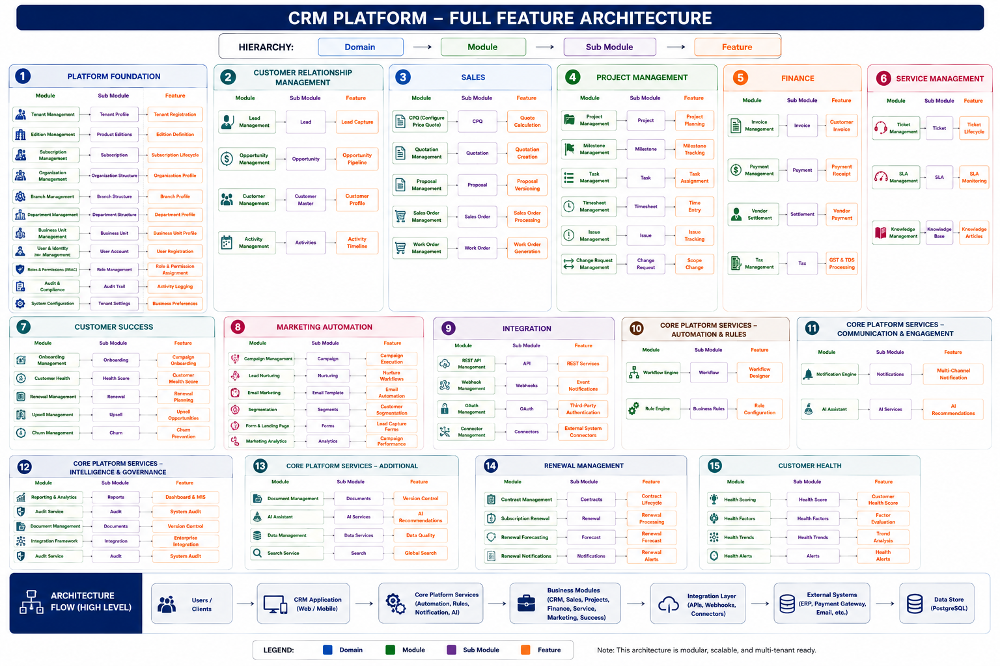 CRM PLATFORM – FULL FEATURE ARCHITECTURE
HIERARCHY:
Domain
Module
Sub Module
Feature
1
PLATFORM FOUNDATION
Module Sub Module Feature
Tenant Management Tenant Profile Tenant Registration
Edition Management Product Editions Edition Definition
Subscription
Management
Subscription
Subscription Lifecycle
Organization
Management
Organization Structure
Organization Profile
Branch Management Branch Structure Branch Profile
Department Management Department Structure Department Profile
Business Unit
Management
Business Unit
Business Unit Profile
User & Identity
Management
User Account
User Registration
Roles & Permissions (RBAC)
Role Management
Role & Permission
Assignment
Audit &
Compliance
Audit Trail
Activity Logging
System Configuration Tenant Settings Business Preferences
2
CUSTOMER RELATIONSHIP
MANAGEMENT
Module Sub Module Feature
Lead
Management
Lead
Lead Capture
Opportunity
Management
Opportunity
Opportunity
Pipeline
Customer
Management
Customer
Master
Customer
Profile
Activity
Management
Activities
Activity
Timeline
3
SALES
Module Sub Module Feature
CPQ (Configure
Price Quote)
CPQ
Quote
Calculation
Quotation
Management
Quotation
Quotation
Creation
Proposal
Management
Proposal
Proposal
Versioning
Sales Order
Management
Sales Order
Sales Order
Processing
Work Order
Management
Work Order
Work Order
Generation
4
PROJECT MANAGEMENT
Module Sub Module Feature
Project
Management
Project
Project
Planning
Milestone
Management
Milestone
Milestone
Tracking
Task
Management
Task
Task
Assignment
Timesheet
Management
Timesheet
Time
Entry
Issue
Management
Issue
Issue
Tracking
Change Request
Management
Change
Request
Scope
Change
5
FINANCE
Module Sub Module Feature
Invoice
Management
Invoice
Customer
Invoice
Payment
Management
Payment
Payment
Receipt
Vendor
Settlement
Settlement
Vendor
Payment
Tax
Management
Tax
GST & TDS
Processing
6
SERVICE MANAGEMENT
Module Sub Module Feature
Ticket
Management
Ticket
Ticket
Lifecycle
SLA
Management
SLA
SLA
Monitoring
Knowledge
Management
Knowledge
Base
Knowledge
Articles
7
CUSTOMER SUCCESS
Module Sub Module Feature
Onboarding
Management
Onboarding
Campaign
Onboarding
Customer Health
Health Score
Customer
Health Score
Renewal Management
Renewal
Renewal
Planning
Upsell Management
Upsell
Upsell
Opportunities
Churn Management
Churn
Churn
Prevention
8
MARKETING AUTOMATION
Module Sub Module Feature
Campaign Management
Campaign
Campaign
Execution
Lead Nurturing
Nurturing
Nurture
Workflows
Email Marketing
Email Template
Email
Automation
Segmentation
Segments
Customer
Segmentation
Form & Landing Page
Forms
Lead Capture
Forms
Marketing Analytics
Analytics
Campaign
Performance
9
INTEGRATION
Module Sub Module Feature
REST API
Management
API
REST Services
Webhook
Management
Webhooks
Event
Notifications
OAuth
Management
OAuth
Third-Party
Authentication
Connector
Management
Connectors
External System
Connectors
10
CORE PLATFORM SERVICES –
AUTOMATION & RULES
Module Sub Module Feature
Workflow Engine
Workflow
Workflow
Designer
Rule Engine
Business Rules
Rule
Configuration
11
CORE PLATFORM SERVICES –
COMMUNICATION & ENGAGEMENT
Module Sub Module Feature
Notification Engine
Notifications
Multi-Channel
Notification
AI Assistant
AI Services
AI
Recommendations
12
CORE PLATFORM SERVICES –
INTELLIGENCE & GOVERNANCE
Module Sub Module Feature
Reporting & Analytics Reports Dashboard & MIS
Audit Service Audit System Audit
Document Management Documents Version Control
Integration Framework
Integration
Enterprise
Integration
Audit Service Audit System Audit
13
CORE PLATFORM SERVICES – ADDITIONAL
Module Sub Module Feature
Document Management Documents Version Control
AI Assistant
AI Services
AI
Recommendations
Data Management Data Services Data Quality
Search Service Search Global Search
14
RENEWAL MANAGEMENT
Module Sub Module Feature
Contract Management
Contracts
Contract
Lifecycle
Subscription Renewal
Renewal
Renewal
Processing
Renewal Forecasting
Forecast
Renewal
Forecast
Renewal Notifications
Notifications
Renewal
Alerts
15
CUSTOMER HEALTH
Module Sub Module Feature
Health Scoring
Health Score
Customer
Health Score
Health Factors
Health Factors
Factor
Evaluation
Health Trends
Health Trends
Trend
Analysis
Health Alerts
Alerts
Health
Alerts
ARCHITECTURE
FLOW (HIGH LEVEL)
Users /
Clients
CRM Application
(Web / Mobile)
Core Platform Services
(Automation, Rules,
Notification, AI)
Business Modules
(CRM, Sales, Projects,
Finance, Service,
Marketing, Success)
Integration Layer
(APIs, Webhooks,
Connectors)
External Systems
(ERP, Payment Gateway,
Email, etc.)
Data Store
(PostgreSQL)
LEGEND:
Domain
Module
Sub Module
Feature
Note: This architecture is modular, scalable, and multi-tenant ready.